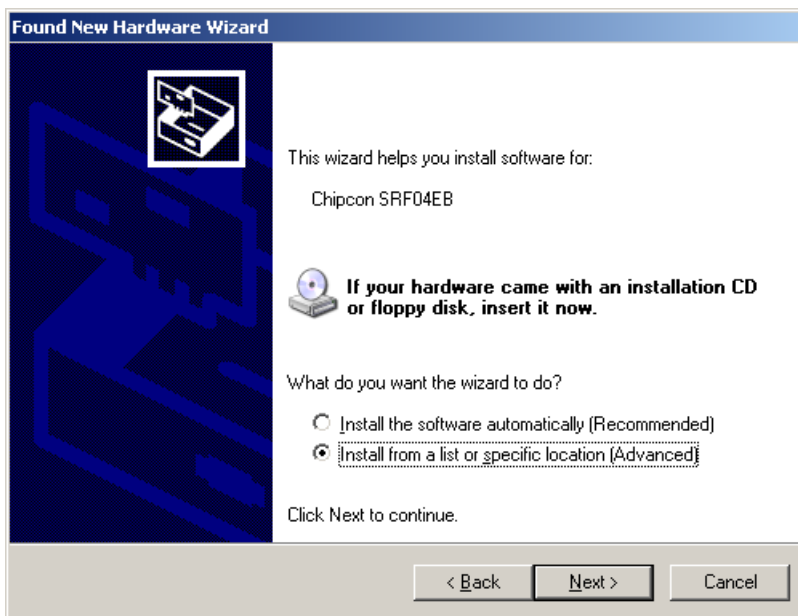 Found New Hardware Wizard
This wizard helps you install software for:
Chipcon SRF04EB
If your hardware came with an installation CD
or floppy disk, insert it now.
What do you want the wizard to do?
Install the software automatically (Recommended)
Install from a list or specific location (Advanced)
Click Next to continue.
< Back Next > Cancel